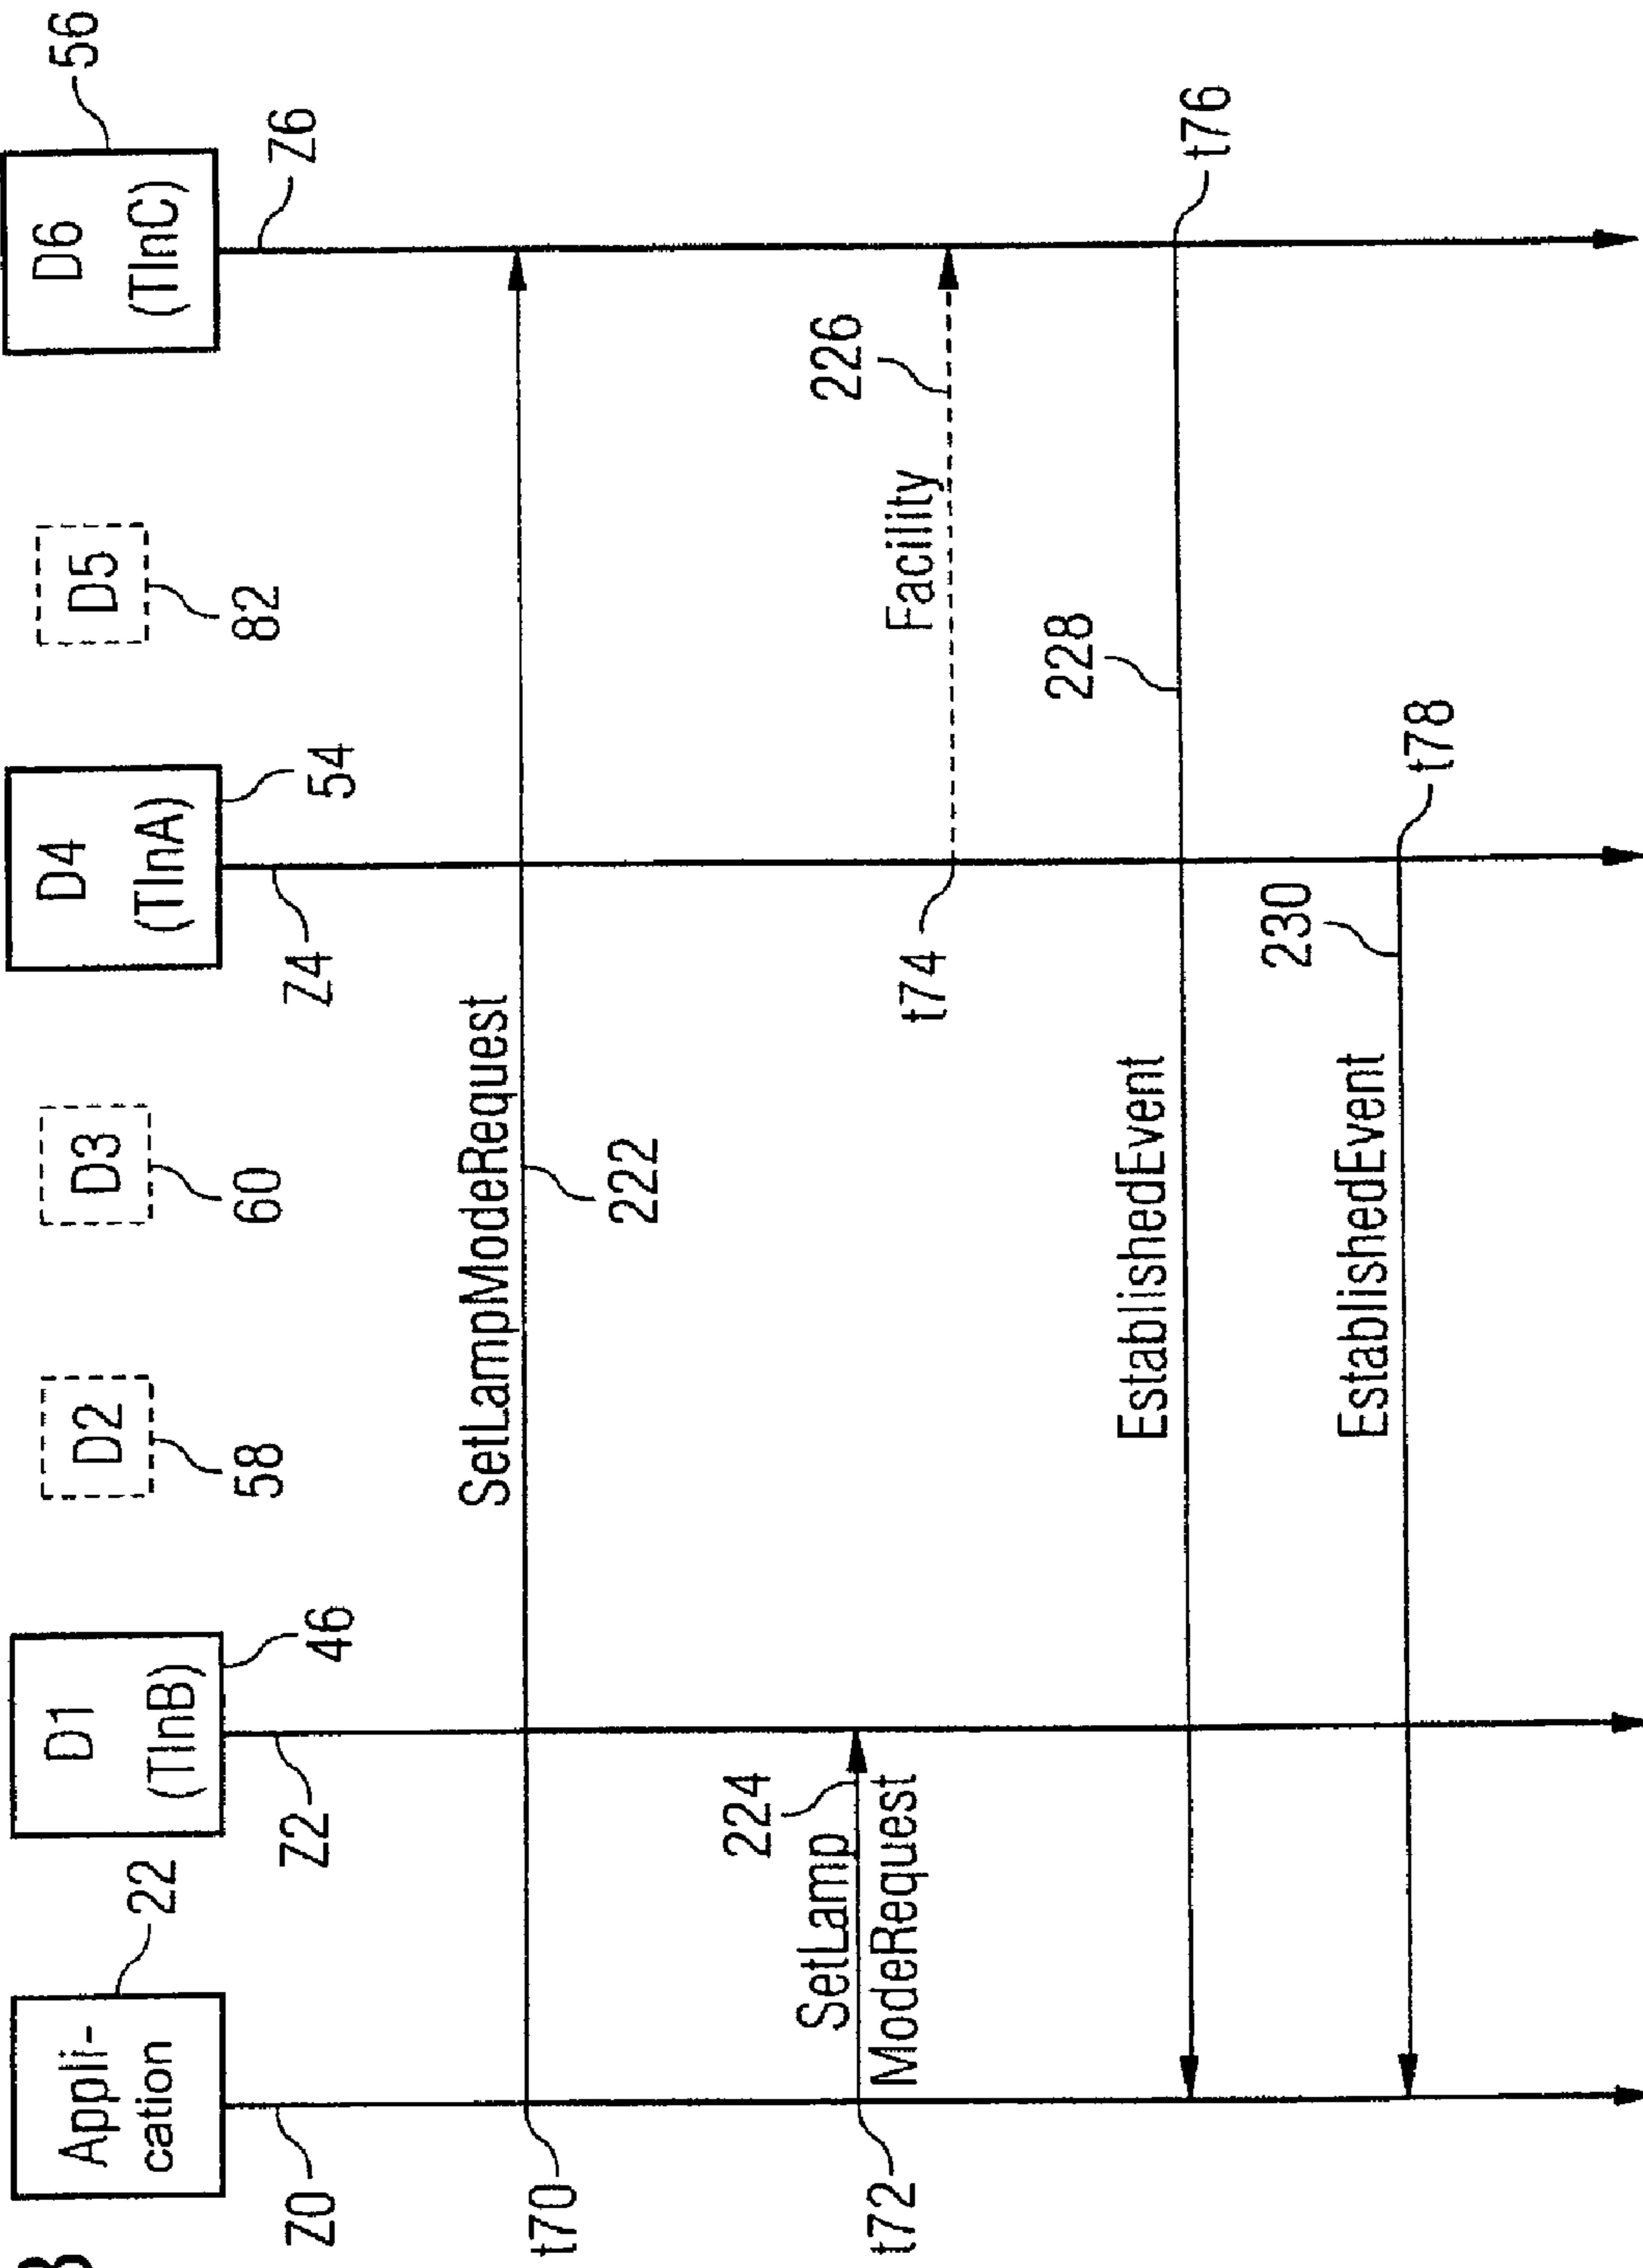 3
Appli-
cation
22
D1
(TlnB)
46
D2
58
D3
60
D4
(TlnA)
54
D5
82
D6
(TlnC)
56
Z0
Z2
Z4
Z6
t70
SetLampModeRequest
222
t72
SetLamp
ModeRequest
224
t74
Facility
226
EstablishedEvent
228
t76
EstablishedEvent
230
t78